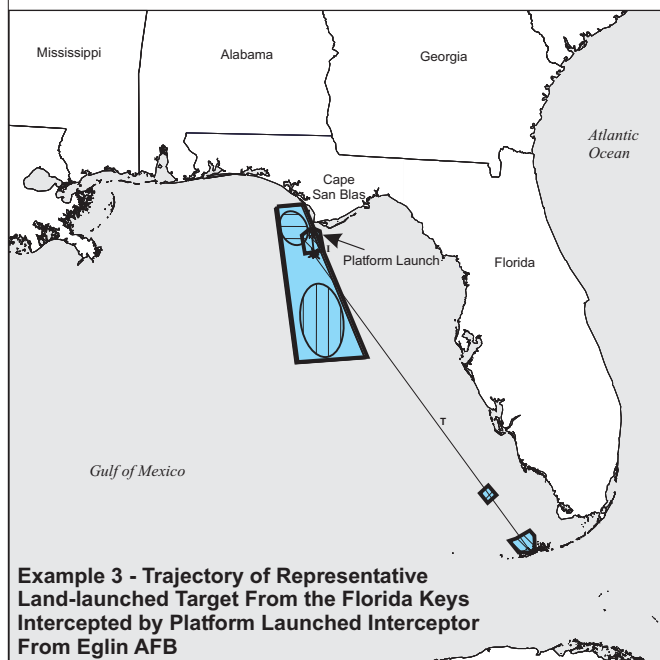 Mississippi
Alabama
Georgia
Atlantic
Ocean
Cape
San Blas
I
Platform Launch
Florida
T
Gulf of Mexico
Example 3 - Trajectory of Representative
Land-launched Target From the Florida Keys
Intercepted by Platform Launched Interceptor
From Eglin AFB